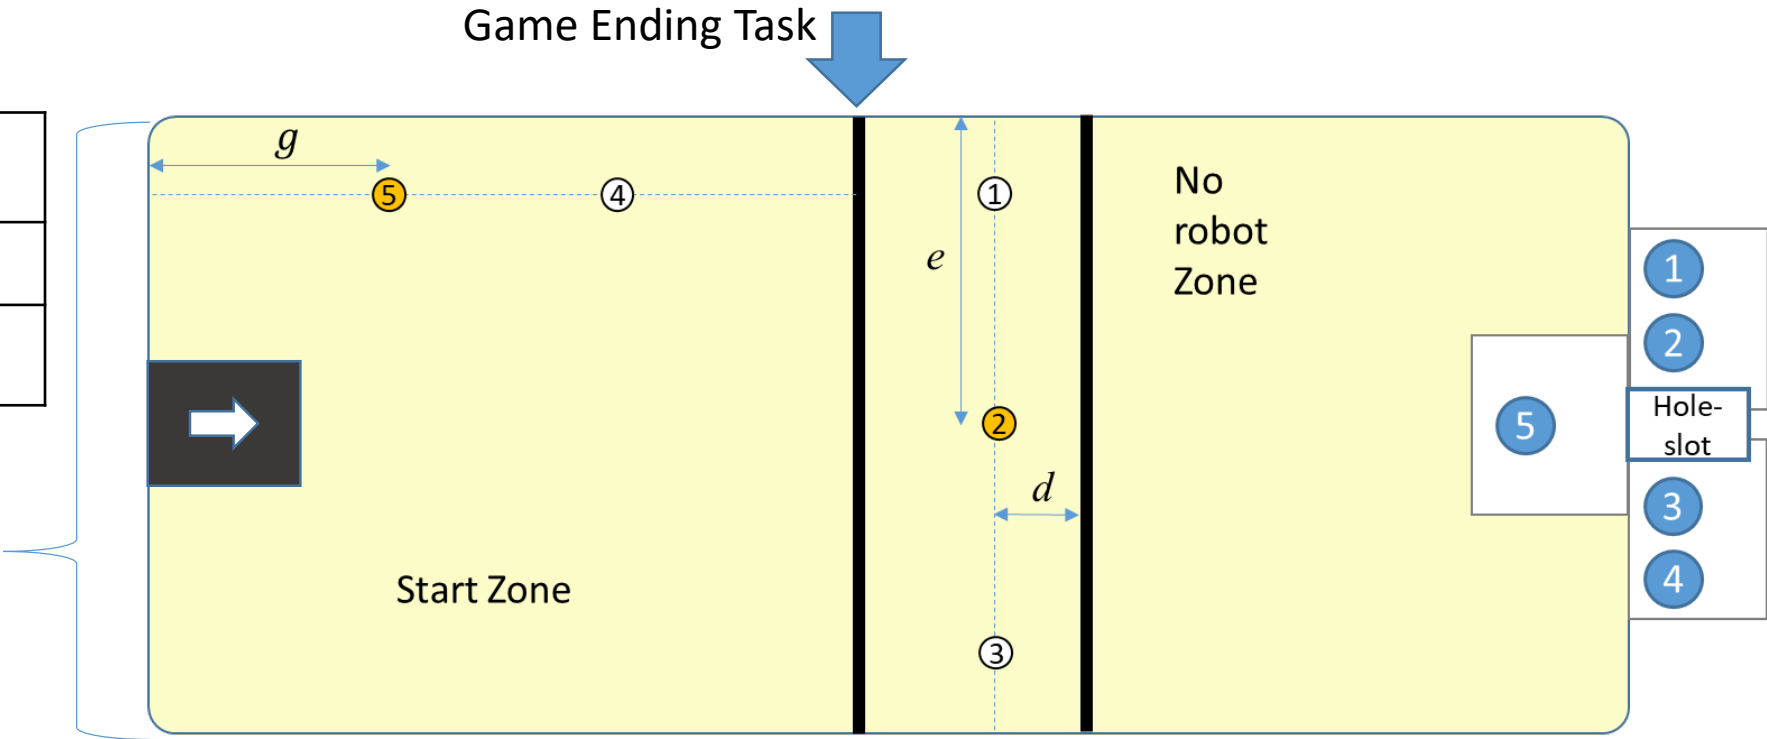 Game Ending Task
g
5
4
1
No
robot
Zone
e
1
2
2
Hole-
slot
5
d
3
4
Start Zone
3